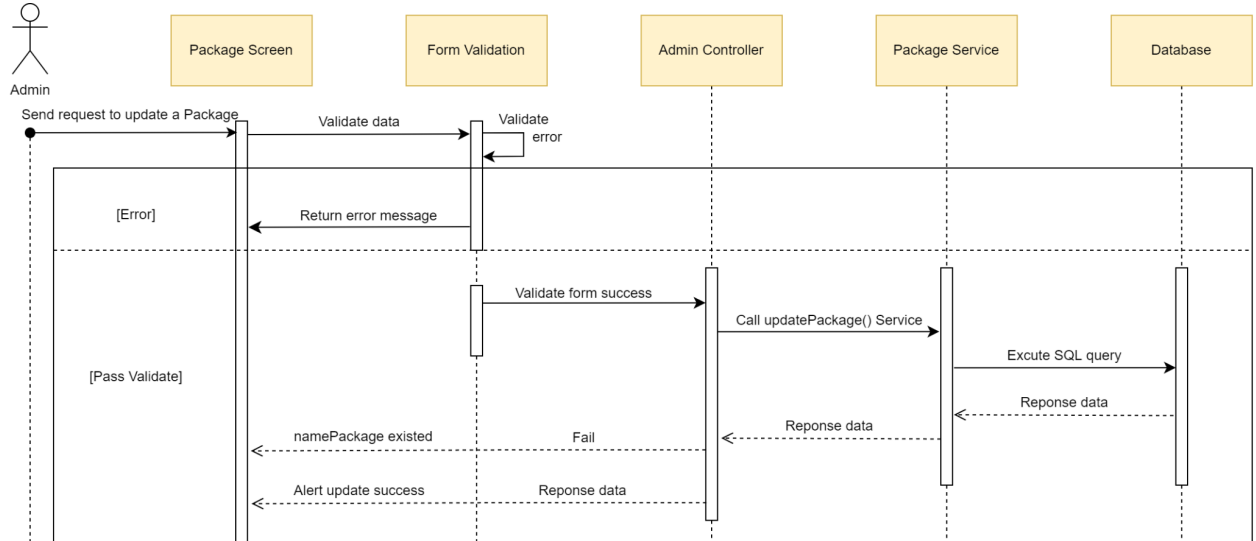 Package Screen
Form Validation
Admin Controller
Package Service
Database
Admin
Send request to update a Package
Validate data
Validate
error
[Error]
Return error message
Validate form success
Call updatePackage() Service
Excute SQL query
[Pass Validate]
Reponse data
Reponse data
namePackage existed
Fail
Alert update success
Reponse data